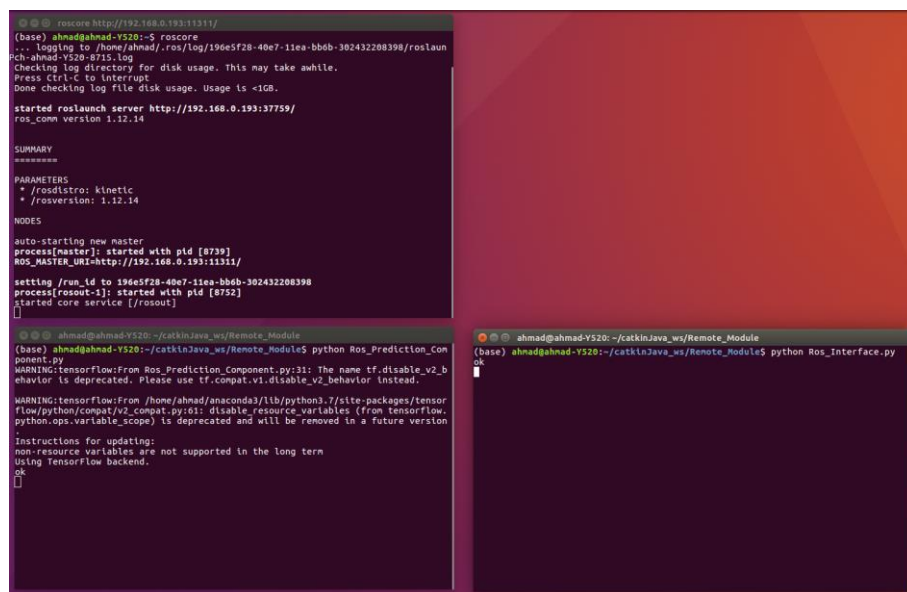 roscore http://192.168.0.193:11311/
(base) ahmad@ahmad-Y520:~$ roscore
... logging to /home/ahmad/.ros/log/196e5f28-40e7-11ea-bb6b-302432208398/roslaun
Pch-ahmad-Y520-8715.log
Checking log directory for disk usage. This may take awhile.
Press Ctrl-C to interrupt
Done checking log file disk usage. Usage is <1GB.
started roslaunch server http://192.168.0.193:37759/
ros_comm version 1.12.14
SUMMARY
========
PARAMETERS
* /rosdistro: kinetic
* /rosversion: 1.12.14
NODES
auto-starting new master
process[master]: started with pid [8739]
ROS_MASTER_URI=http://192.168.0.193:11311/
setting /run_id to 196e5f28-40e7-11ea-bb6b-302432208398
process[rosout-1]: started with pid [8752]
started core service [/rosout]
ahmad@ahmad-Y520: ~/catkinJava_ws/Remote_Module
(base) ahmad@ahmad-Y520:~/catkinJava_ws/Remote_Module$ python Ros_Prediction_Com
ponent.py
WARNING:tensorflow:From Ros_Prediction_Component.py:31: The name tf.disable_v2_b
ehavior is deprecated. Please use tf.compat.v1.disable_v2_behavior instead.
WARNING:tensorflow:From /home/ahmad/anaconda3/lib/python3.7/site-packages/tensor
flow/python/compat/v2_compat.py:61: disable_resource_variables (from tensorflow.
python.ops.variable_scope) is deprecated and will be removed in a future version
.
Instructions for updating:
non-resource variables are not supported in the long term
Using TensorFlow backend.
ok
ahmad@ahmad-Y520: ~/catkinJava_ws/Remote_Module
(base) ahmad@ahmad-Y520:~/catkinJava_ws/Remote_Module$ python Ros_Interface.py
ok